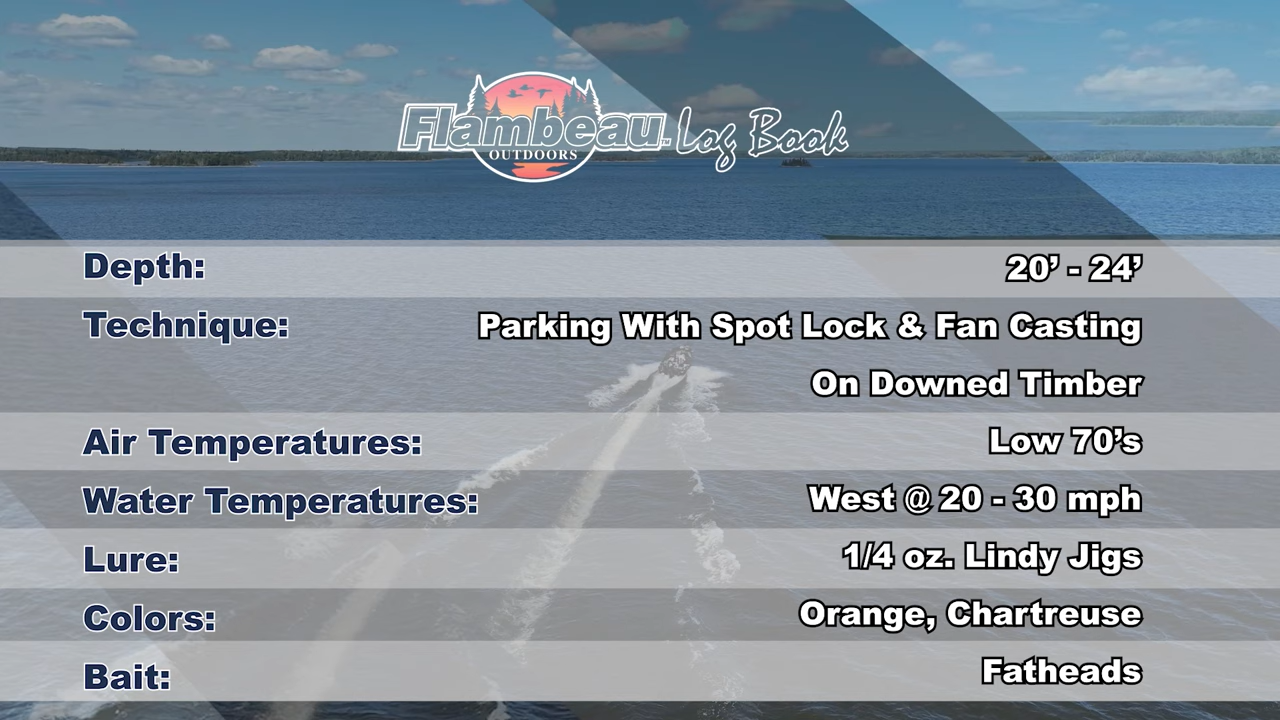 Flambeau Log Book
OUTDOORS
Depth: 20’ - 24’
Technique: Parking With Spot Lock & Fan Casting
On Downed Timber
Air Temperatures: Low 70’s
Water Temperatures: West @ 20 - 30 mph
Lure: 1/4 oz. Lindy Jigs
Colors: Orange, Chartreuse
Bait: Fatheads